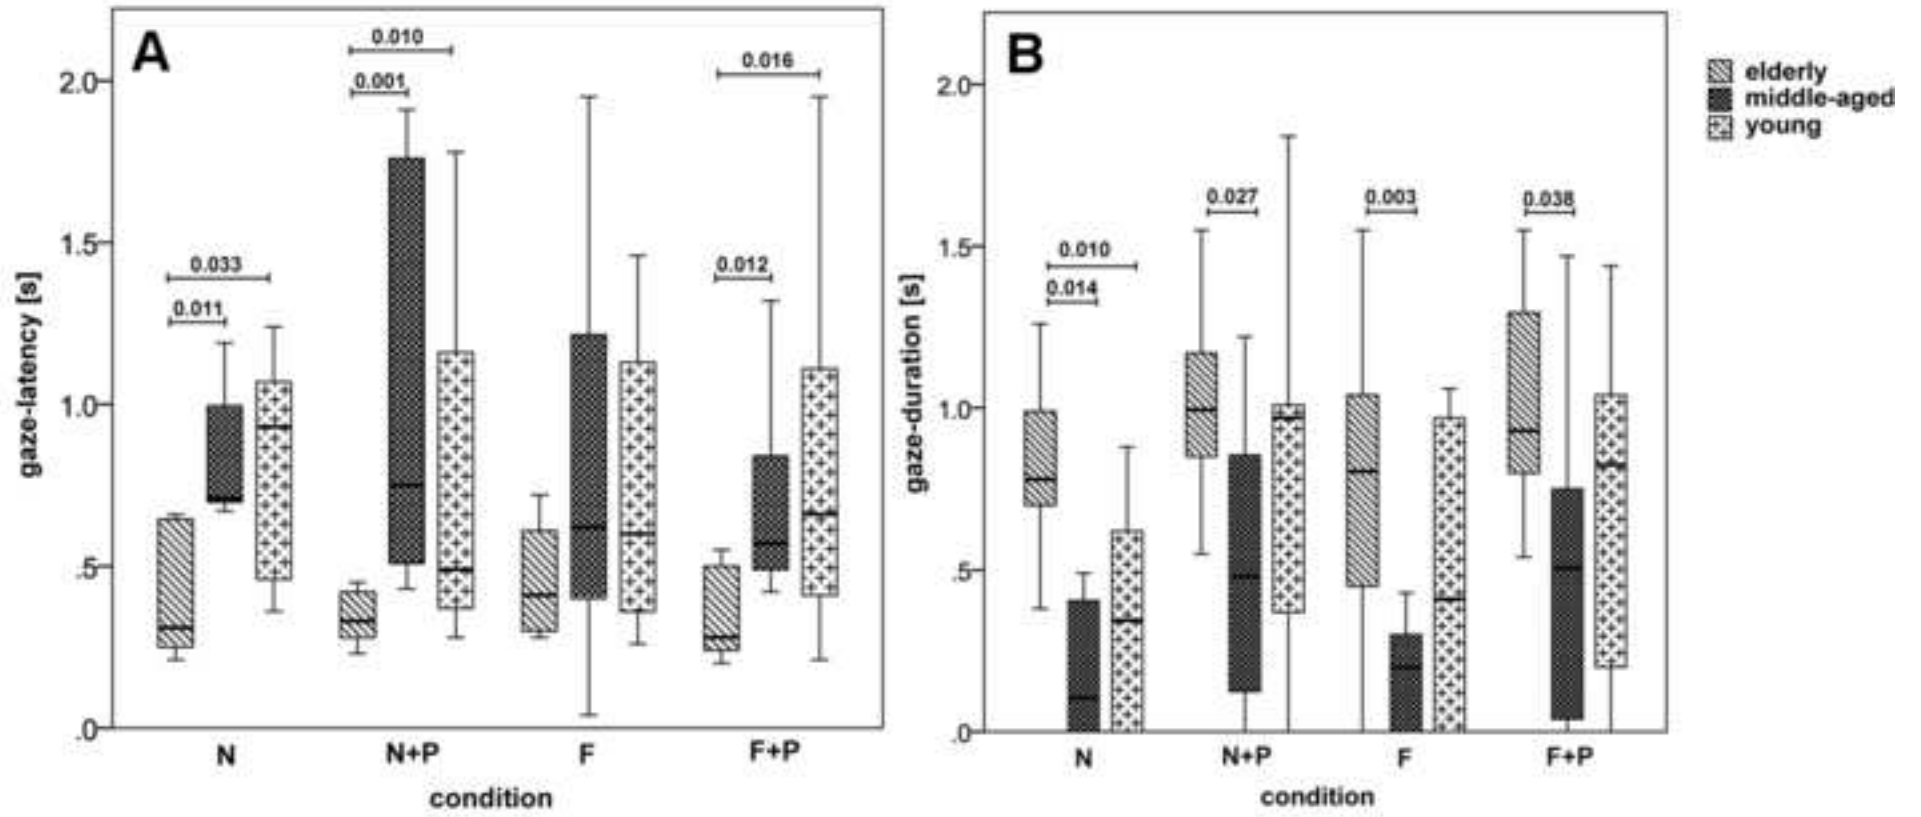 A
0.010
0.001
0.016
2.0
1.5
0.033
0.012
0.011
1.0
.5
.0
gaze-latency [s]
N N+P F F+P
condition
B
2.0
0.027 0.003 0.038
1.5
0.010
0.014
1.0
.5
.0
gaze-duration [s]
N N+P F F+P
condition
elderly
middle-aged
young